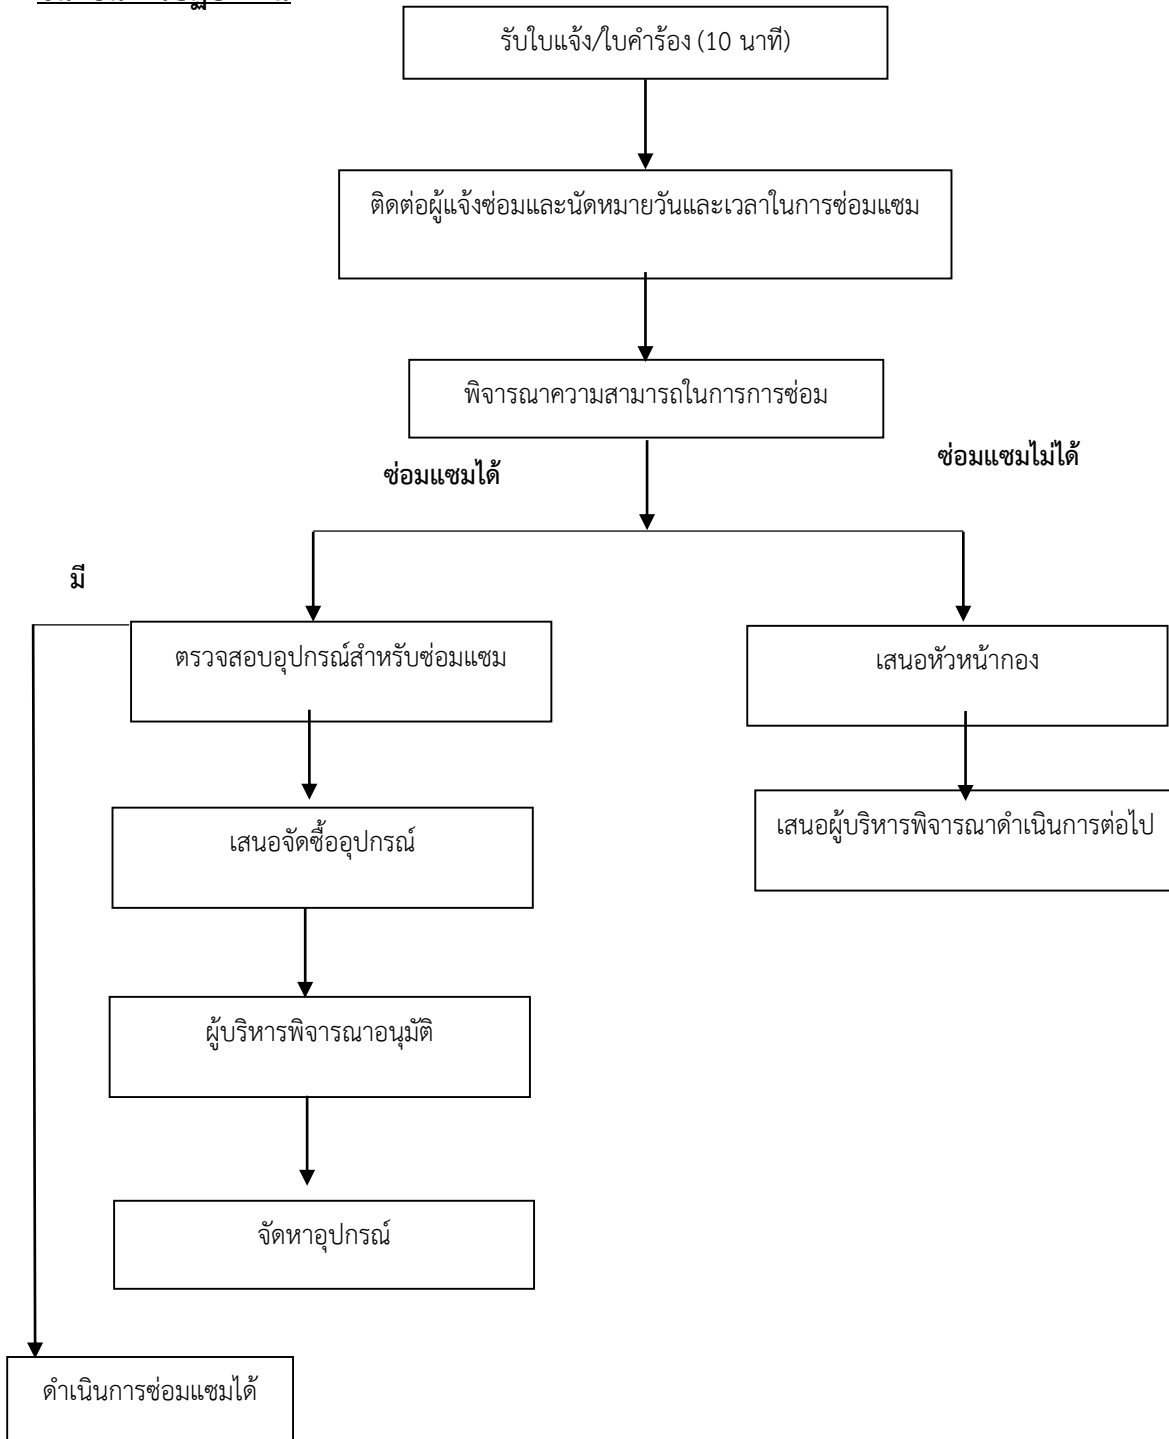 รับใบแจ้ง/ใบคำร้อง (10 นาที)
ติดต่อผู้แจ้งซ่อมและนัดหมายวันและเวลาในการซ่อมแซม
พิจารณาความสามารถในการการซ่อม
ซ่อมแซมได้
ซ่อมแซมไม่ได้
มี
ตรวจสอบอุปกรณ์สำหรับซ่อมแซม
เสนอหัวหน้ากอง
เสนอจัดซื้ออุปกรณ์
เสนอผู้บริหารพิจารณาดำเนินการต่อไป
ผู้บริหารพิจารณาอนุมัติ
จัดหาอุปกรณ์
ดำเนินการซ่อมแซมได้